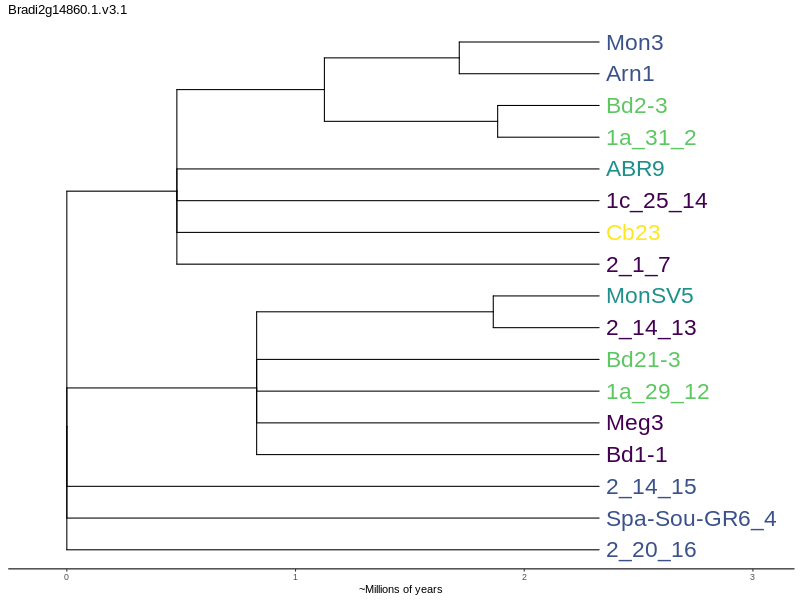 Bradi2g14860.1.v3.1
Mon3
Arn1
Bd2-3
1a_31_2
ABR9
1c_25_14
Cb23
2_1_7
MonSV5
2_14_13
Bd21-3
1a_29_12
Meg3
Bd1-1
2_14_15
Spa-Sou-GR6_4
2_20_16
0 1 2 3
~Millions of years